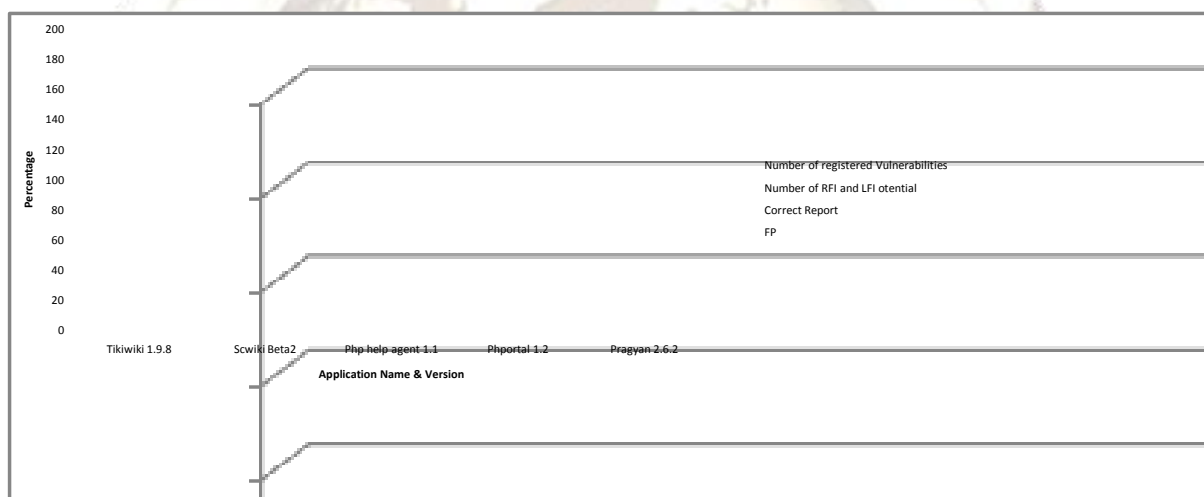 200
180
160
140
120
100
80
60
40
20
0
Percentage
Number of registered Vulnerabilities
Number of RFI and LFI otential
Correct Report
FP
Tikiwiki 1.9.8 Scwiki Beta2 Php help agent 1.1 Phportal 1.2 Pragyan 2.6.2
Application Name & Version